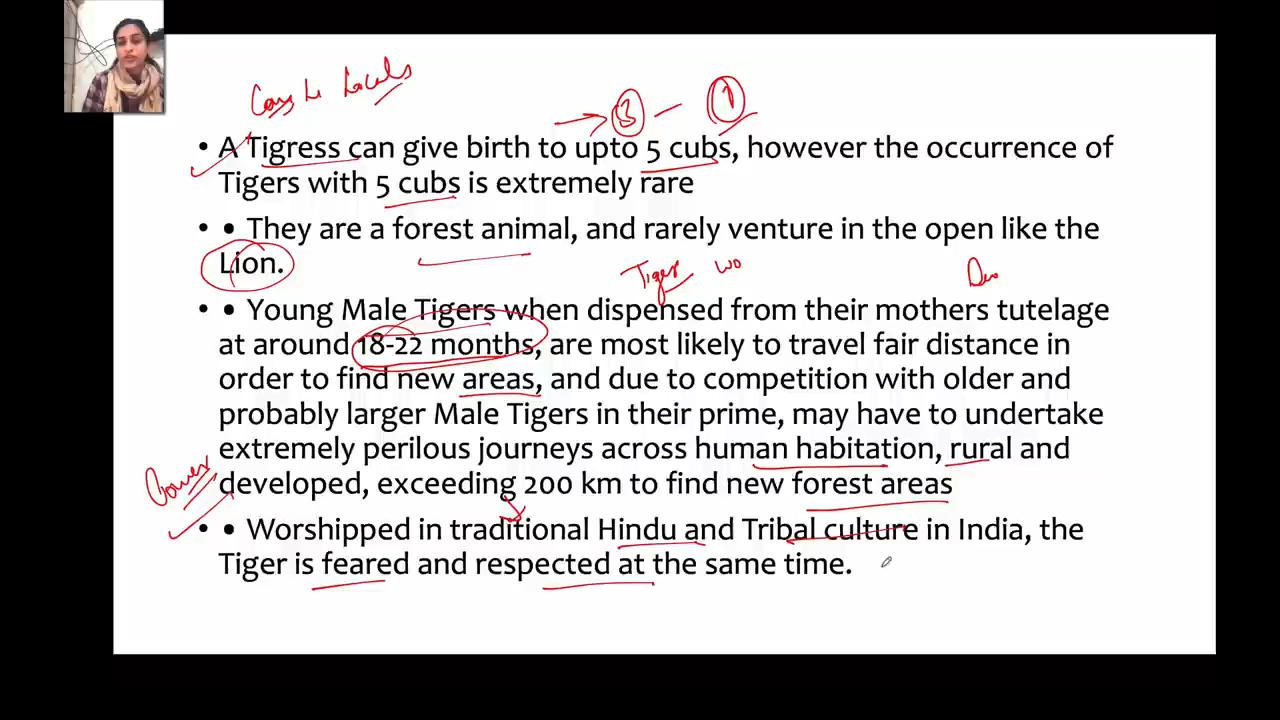 Locals
→ 3 - 1
• A Tigress can give birth to upto 5 cubs, however the occurrence of
Tigers with 5 cubs is extremely rare
• • They are a forest animal, and rarely venture in the open like the
Lion.
Tiger wo
• • Young Male Tigers when dispensed from their mothers tutelage
at around 18-22 months, are most likely to travel fair distance in
order to find new areas, and due to competition with older and
probably larger Male Tigers in their prime, may have to undertake
extremely perilous journeys across human habitation, rural and
developed, exceeding 200 km to find new forest areas
• • Worshipped in traditional Hindu and Tribal culture in India, the
Tiger is feared and respected at the same time.